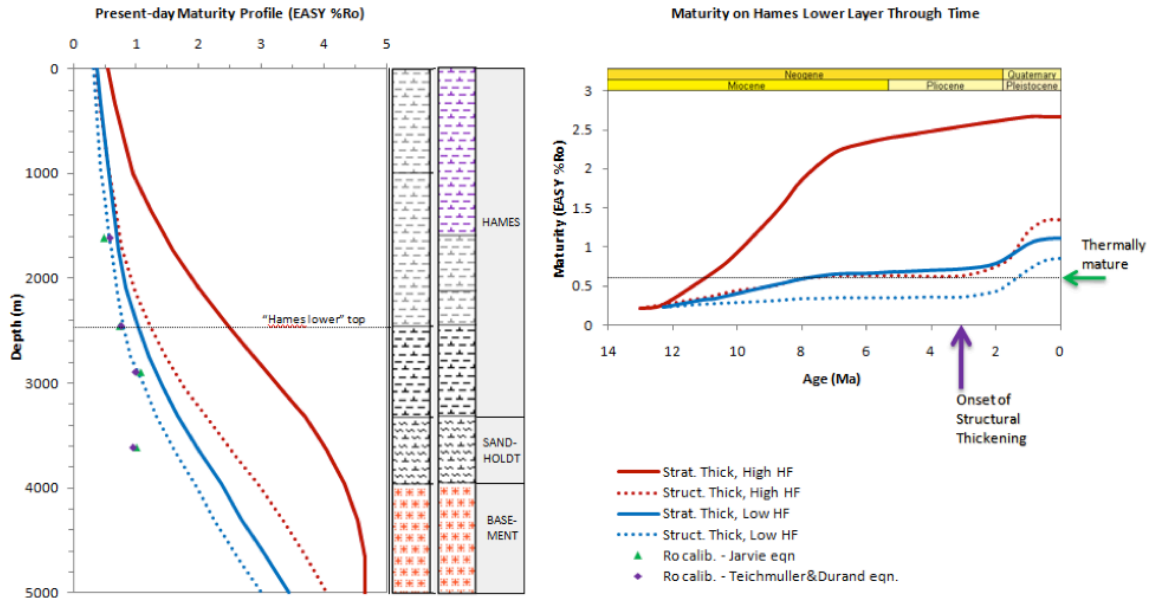 Present-day Maturity Profile (EASY %Ro)
0 1 2 3 4 5
0
1000
2000
3000
4000
5000
Depth (m)
"Hames lower" top
HAMES
SAND-
HOLDT
BASE-
MENT
Maturity on Hames Lower Layer Through Time
Neogene Quaternary
Miocene Pliocene Pleistocene
3
2.5
2
1.5
1
0.5
0
Maturity (EASY %Ro)
14 12 10 8 6 4 2 0
Age (Ma)
Thermally
mature
Onset of
Structural
Thickening
Strat. Thick, High HF
Struct. Thick, High HF
Strat. Thick, Low HF
Struct. Thick, Low HF
Ro calib. - Jarvie eqn
Ro calib. - Teichmuller&Durand eqn.